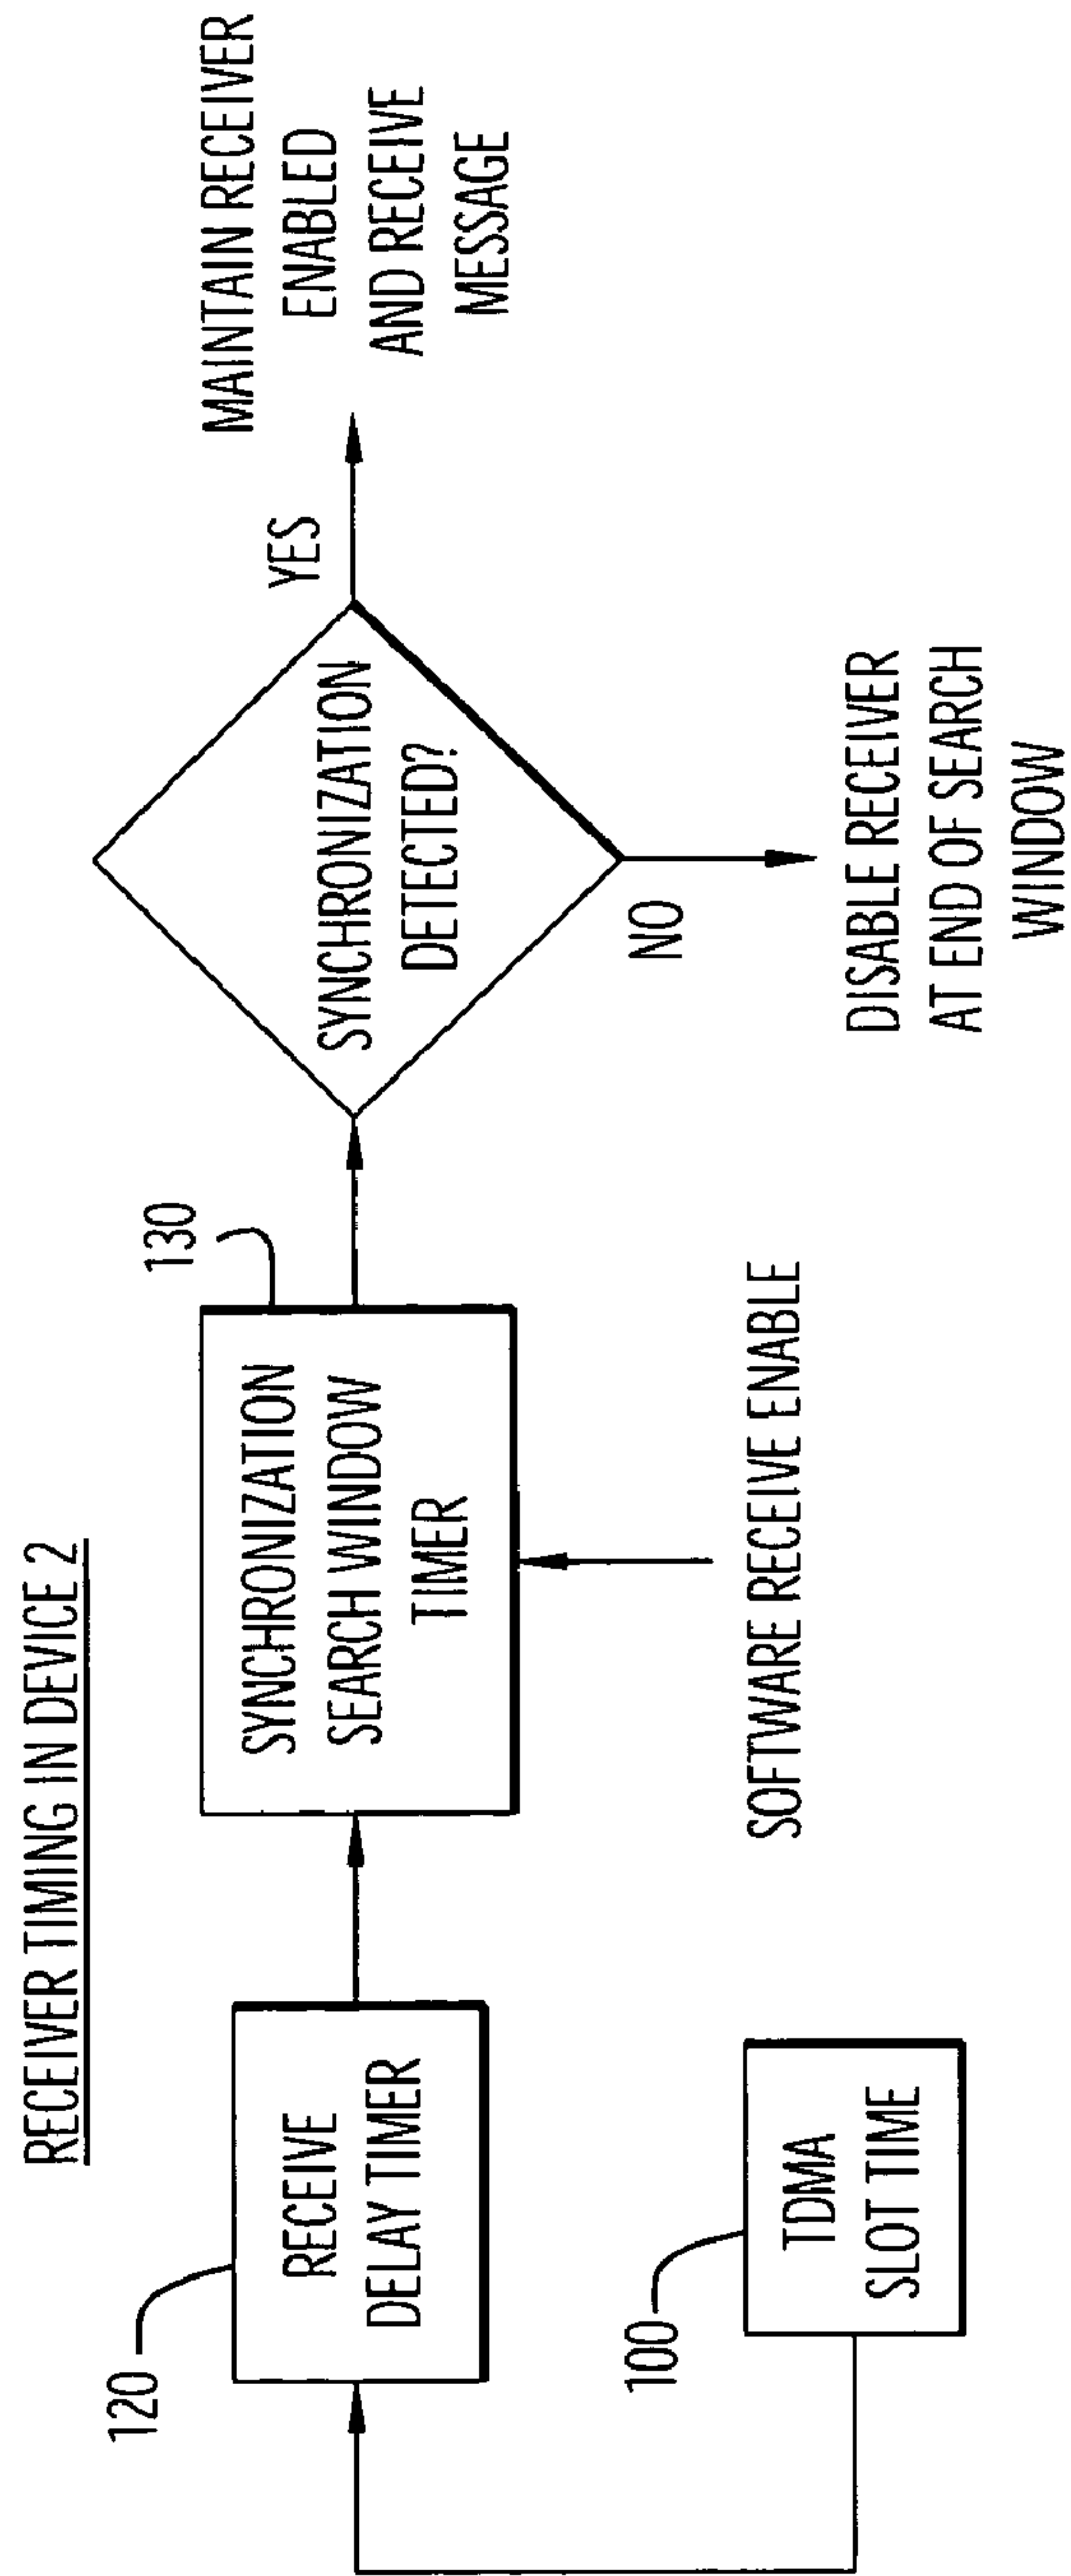 RECEIVER TIMING IN DEVICE 2
120
RECEIVE
DELAY TIMER
130
SYNCHRONIZATION
SEARCH WINDOW
TIMER
SYNCHRONIZATION
DETECTED?
YES
MAINTAIN RECEIVER
ENABLED
AND RECEIVE
MESSAGE
NO
DISABLE RECEIVER
AT END OF SEARCH
WINDOW
SOFTWARE RECEIVE ENABLE
100
TDMA
SLOT TIME